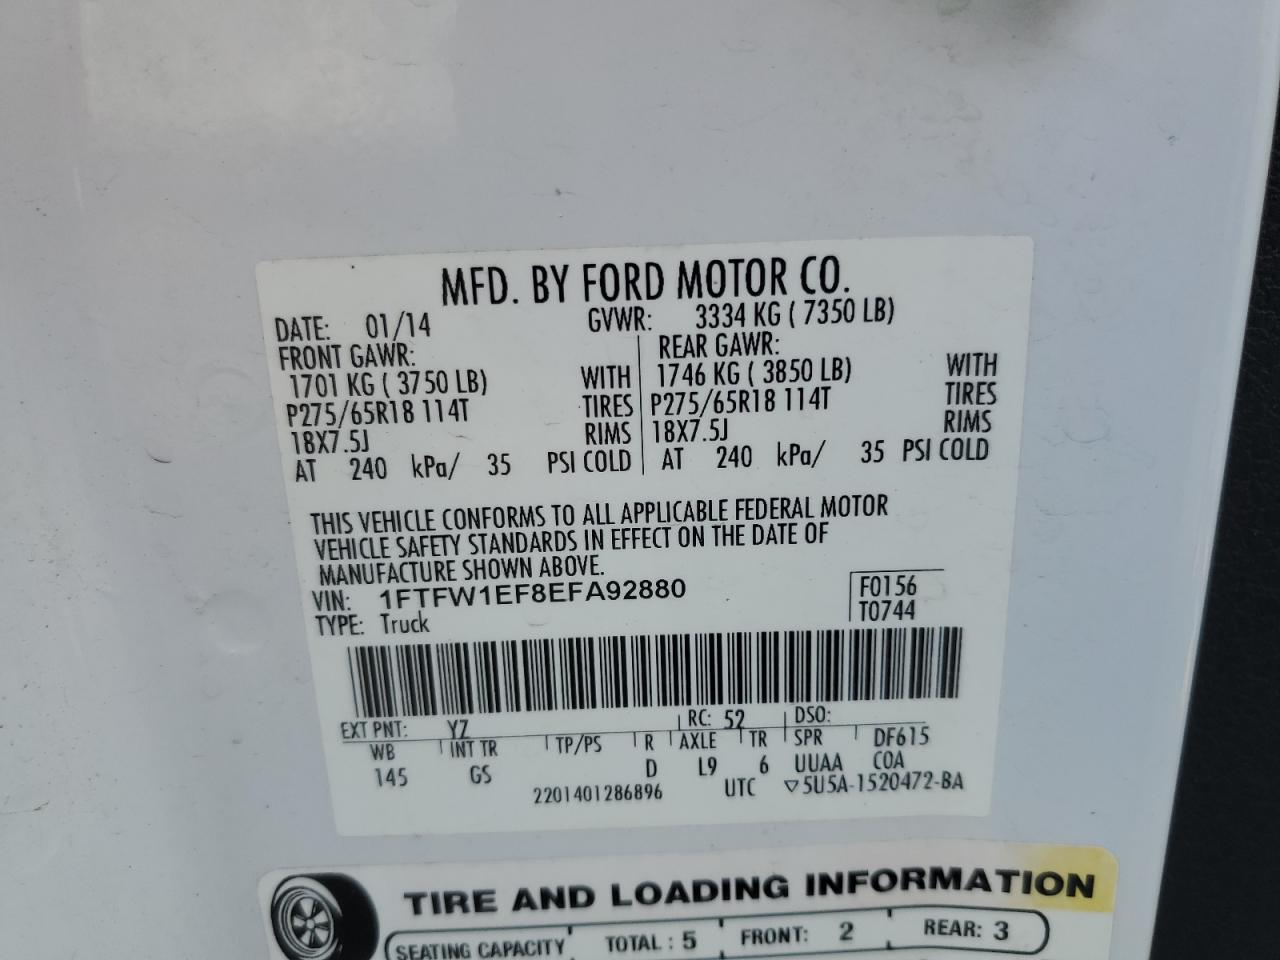 MFD. BY FORD MOTOR CO.
DATE: 01/14 GVWR: 3334 KG ( 7350 LB)
FRONT GAWR: REAR GAWR:
1701 KG ( 3750 LB) WITH 1746 KG ( 3850 LB) WITH
P275/65R18 114T TIRES P275/65R18 114T TIRES
18X7.5J RIMS 18X7.5J RIMS
AT 240 kPa/ 35 PSI COLD AT 240 kPa/ 35 PSI COLD
THIS VEHICLE CONFORMS TO ALL APPLICABLE FEDERAL MOTOR
VEHICLE SAFETY STANDARDS IN EFFECT ON THE DATE OF
MANUFACTURE SHOWN ABOVE.
VIN: 1FTFW1EF8EFA92880 F0156
TYPE: Truck T0744
EXT PNT: YZ RC: 52 DSO:
WB INT TR TP/PS R AXLE TR SPR DF615
145 GS D L9 6 UUAA COA
2201401286896 UTC ▽5U5A-1520472-BA
TIRE AND LOADING INFORMATION
SEATING CAPACITY TOTAL : 5 FRONT: 2 REAR: 3